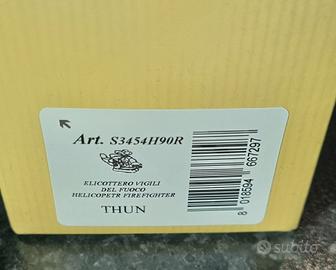 Art. S3454H90R
ELICOTTERO VIGILI
DEL FUOCO
HELICOPETR FIREFIGHTER
THUN
8 018594 667297
subito